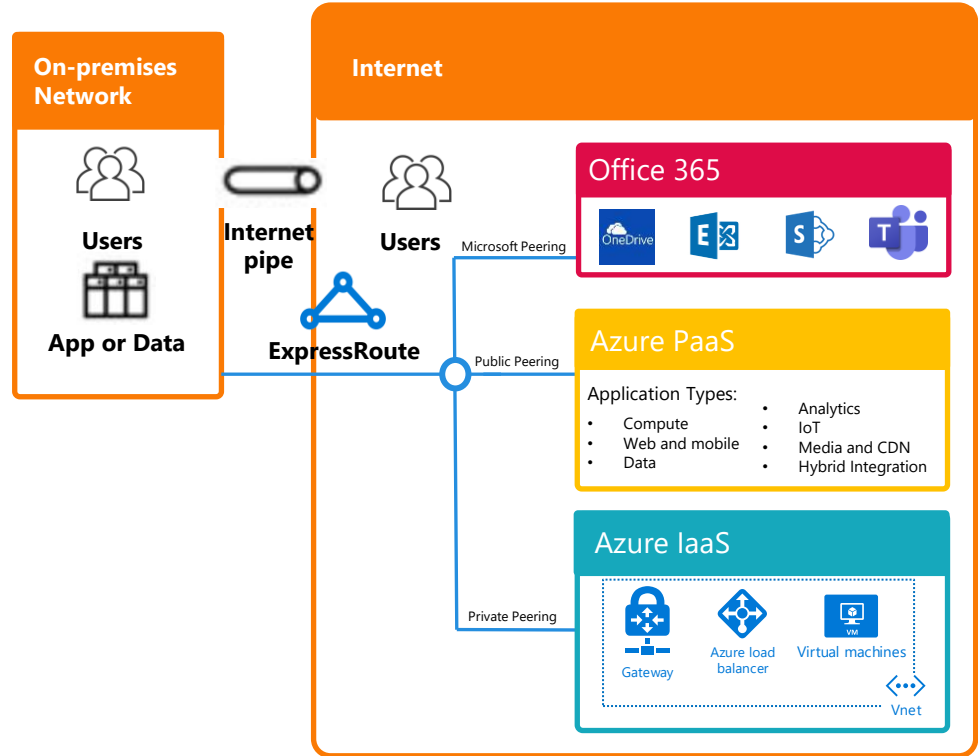 On-premises
Network
Users
App or Data
Internet
pipe
ExpressRoute
Internet
Users
Microsoft Peering
Public Peering
Private Peering
Office 365
OneDrive
E
S
T
Azure PaaS
Application Types:
• Compute
• Web and mobile
• Data
• Analytics
• IoT
• Media and CDN
• Hybrid Integration
Azure IaaS
Gateway
Azure load
balancer
VM
Virtual machines
Vnet